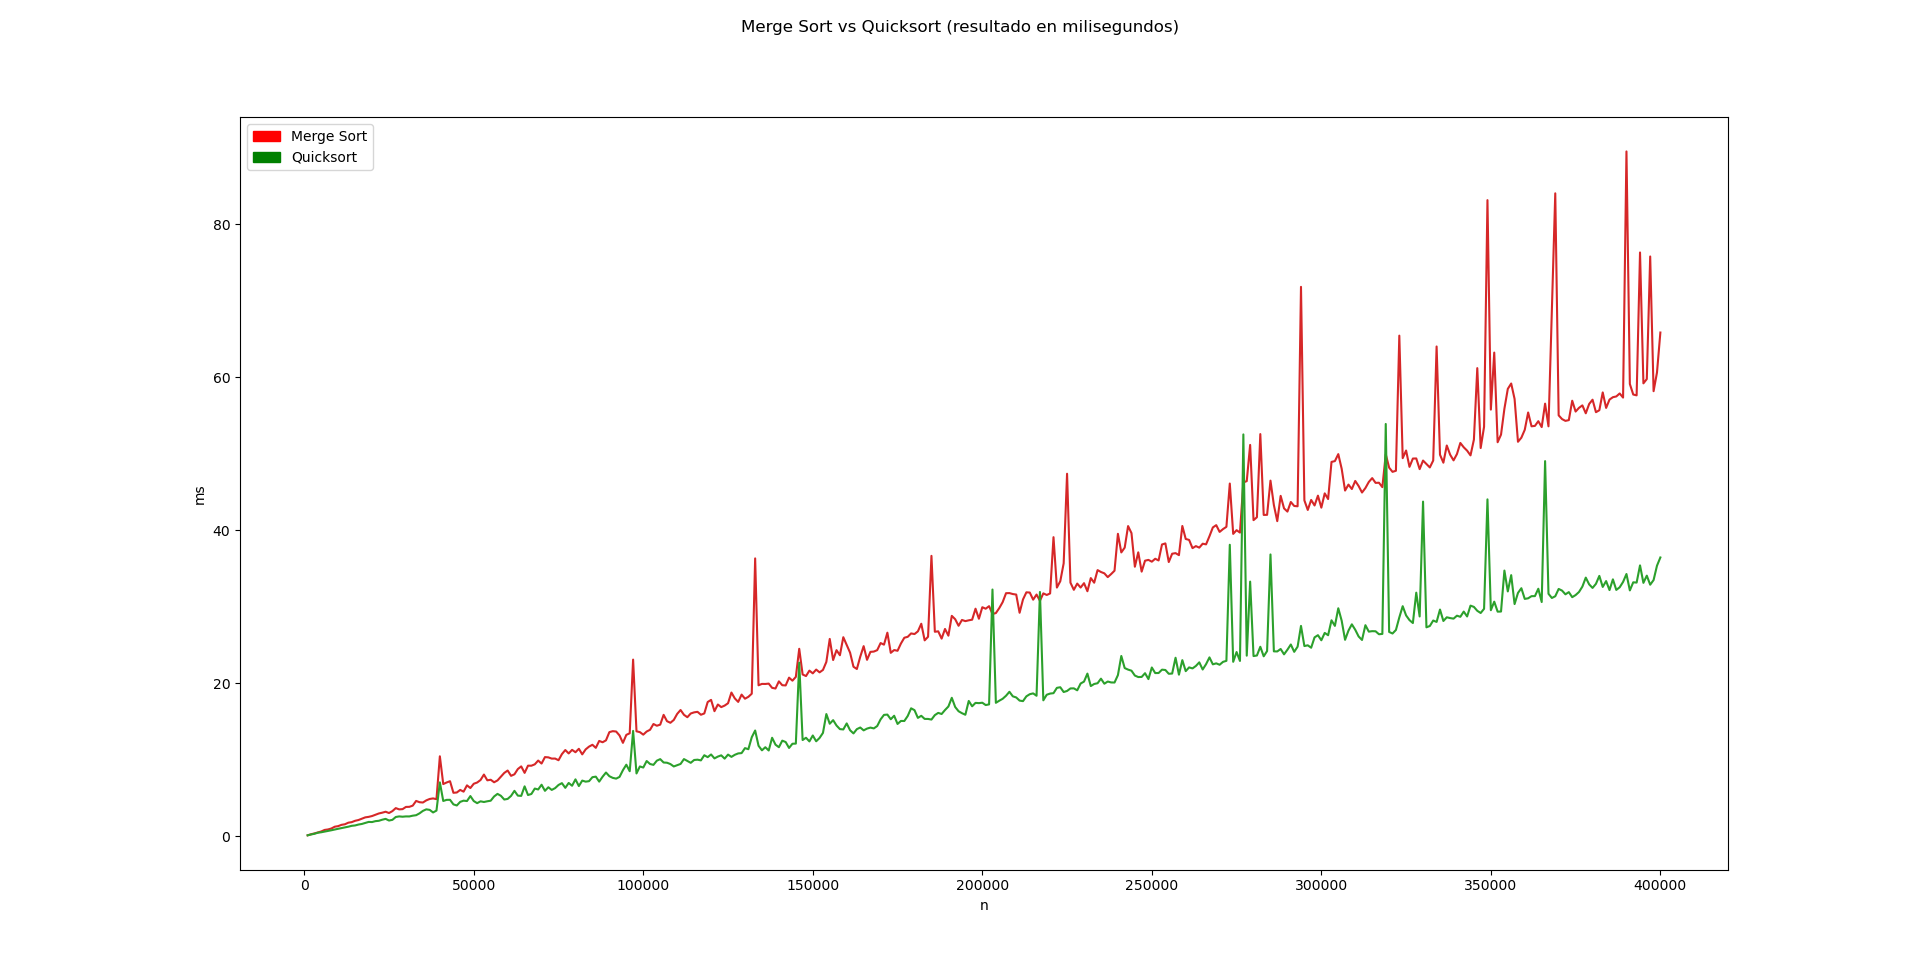 Merge Sort vs Quicksort (resultado en milisegundos)
Merge Sort
Quicksort
80
60
40
20
0
ms
0 50000 100000 150000 200000 250000 300000 350000 400000
n